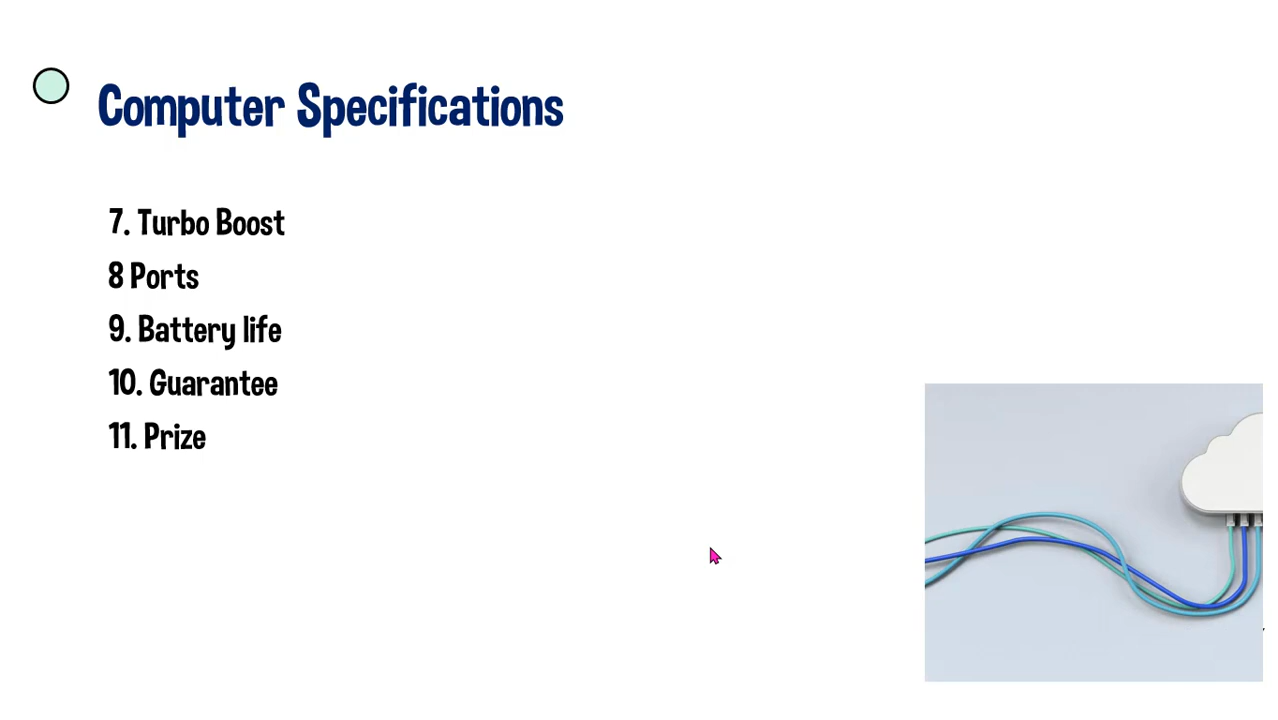 Computer Specifications
7. Turbo Boost
8 Ports
9. Battery life
10. Guarantee
11. Prize